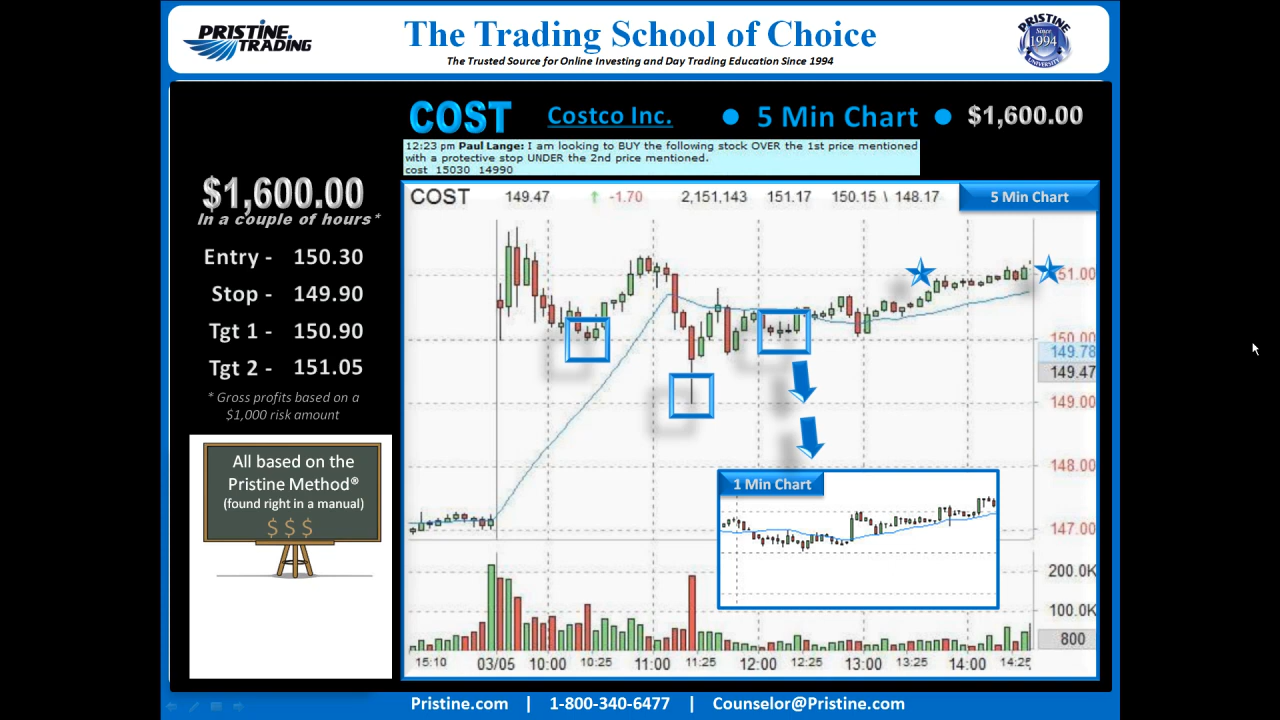 PRISTINE.
TRADING
The Trading School of Choice
The Trusted Source for Online Investing and Day Trading Education Since 1994
PRISTINE
Since
1994
UNIVERSITY
COST
Costco Inc.
5 Min Chart
$1,600.00
12:23 pm Paul Lange: I am looking to BUY the following stock OVER the 1st price mentioned
with a protective stop UNDER the 2nd price mentioned.
cost 15030 14990
$1,600.00
In a couple of hours*
Entry - 150.30
Stop - 149.90
Tgt 1 - 150.90
Tgt 2 - 151.05
* Gross profits based on a
$1,000 risk amount
All based on the
Pristine Method®
(found right in a manual)
$ $ $
COST 149.47 -1.70 2,151,143 151.17 150.15 \ 148.17
5 Min Chart
151.00
150.00
149.78
149.47
149.00
148.00
147.00
1 Min Chart
200.0K
100.0K
800
15:10 03/05 10:00 10:25 11:00 11:25 12:00 12:25 13:00 13:25 14:00 14:25
Pristine.com | 1-800-340-6477 | Counselor@Pristine.com